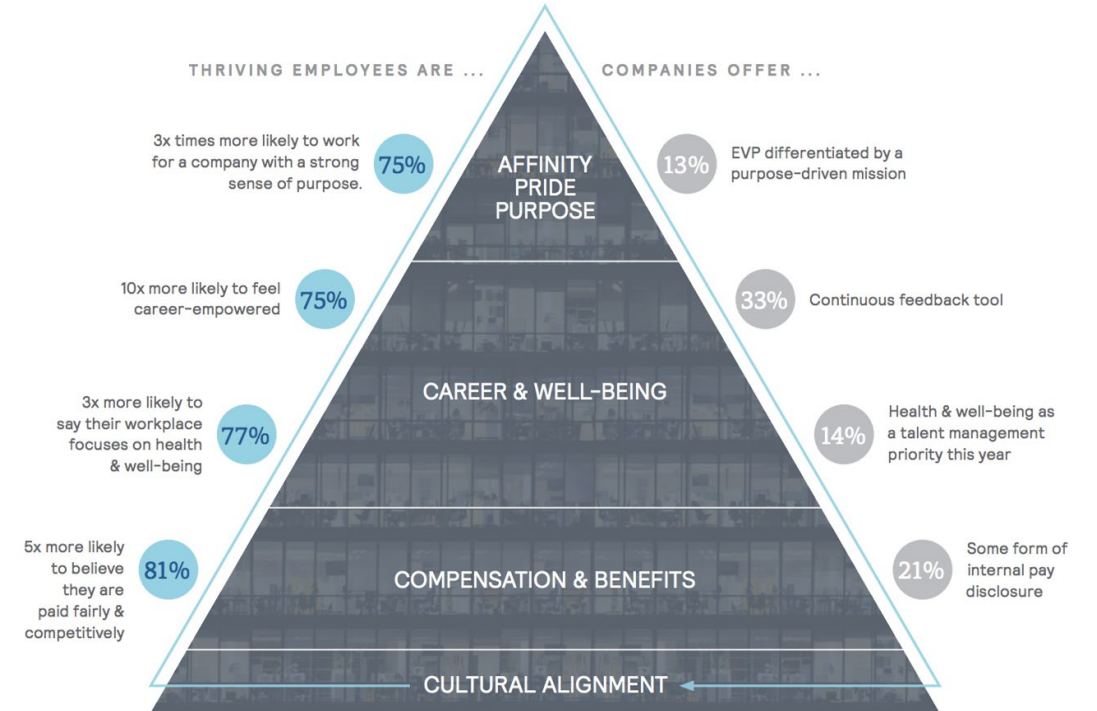 THRIVING EMPLOYEES ARE ...
COMPANIES OFFER ...
3x times more likely to work
for a company with a strong
sense of purpose.
75%
AFFINITY
PRIDE
PURPOSE
13%
EVP differentiated by a
purpose-driven mission
10x more likely to feel
career-empowered
75%
33%
Continuous feedback tool
CAREER & WELL-BEING
3x more likely to
say their workplace
focuses on health
& well-being
77%
14%
Health & well-being as
a talent management
priority this year
5x more likely
to believe
they are
paid fairly &
competitively
81%
COMPENSATION & BENEFITS
21%
Some form of
internal pay
disclosure
CULTURAL ALIGNMENT